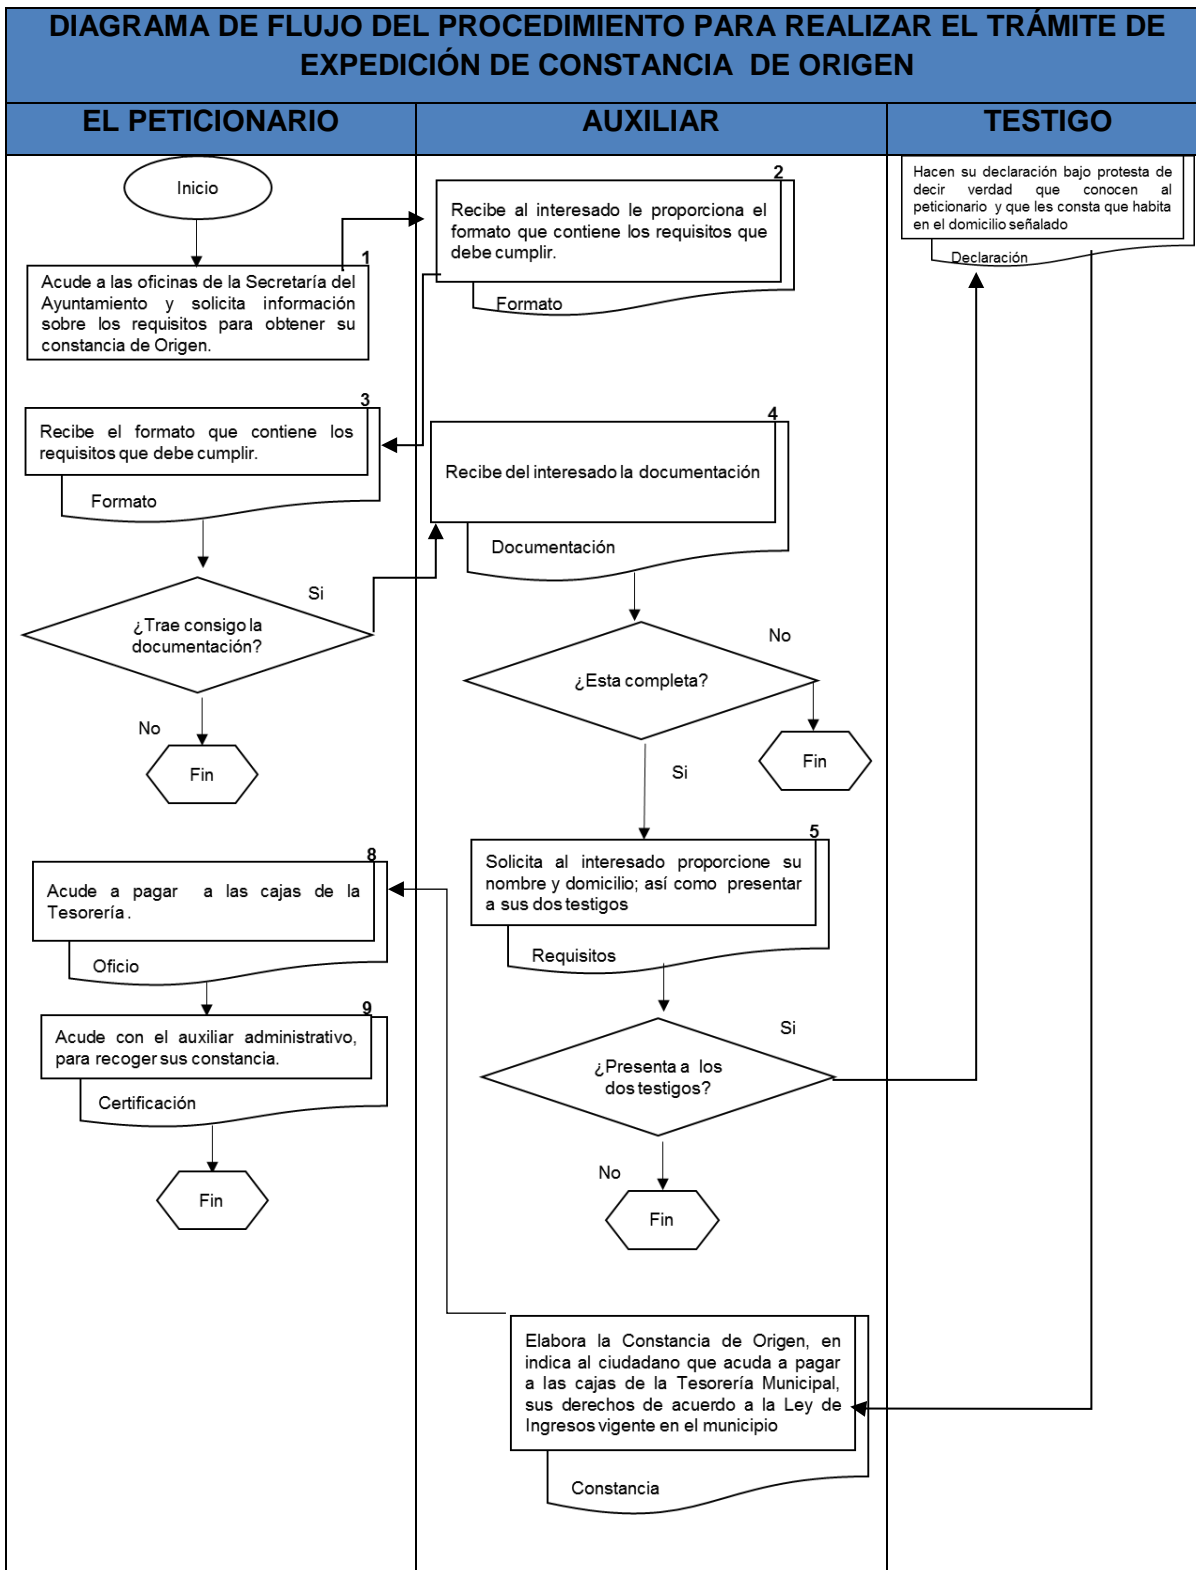 DIAGRAMA DE FLUJO DEL PROCEDIMIENTO PARA REALIZAR EL TRÁMITE DE
EXPEDICIÓN DE CONSTANCIA DE ORIGEN
EL PETICIONARIO
AUXILIAR
TESTIGO
Inicio
1
Acude a las oficinas de la Secretaría del
Ayuntamiento y solicita información
sobre los requisitos para obtener su
constancia de Origen.
2
Recibe al interesado le proporciona el
formato que contiene los requisitos que
debe cumplir.
Formato
Hacen su declaración bajo protesta de
decir verdad que conocen al
peticionario y que les consta que habita
en el domicilio señalado
Declaración
3
Recibe el formato que contiene los
requisitos que debe cumplir.
Formato
4
Recibe del interesado la documentación
Documentación
Si
¿Trae consigo la
documentación?
No
Fin
No
¿Esta completa?
Si
Fin
5
Solicita al interesado proporcione su
nombre y domicilio; así como presentar
a sus dos testigos
Requisitos
8
Acude a pagar a las cajas de la
Tesorería .
Oficio
9
Acude con el auxiliar administrativo,
para recoger sus constancia.
Certificación
Fin
Si
¿Presenta a los
dos testigos?
No
Fin
Elabora la Constancia de Origen, en
indica al ciudadano que acuda a pagar
a las cajas de la Tesorería Municipal,
sus derechos de acuerdo a la Ley de
Ingresos vigente en el municipio
Constancia